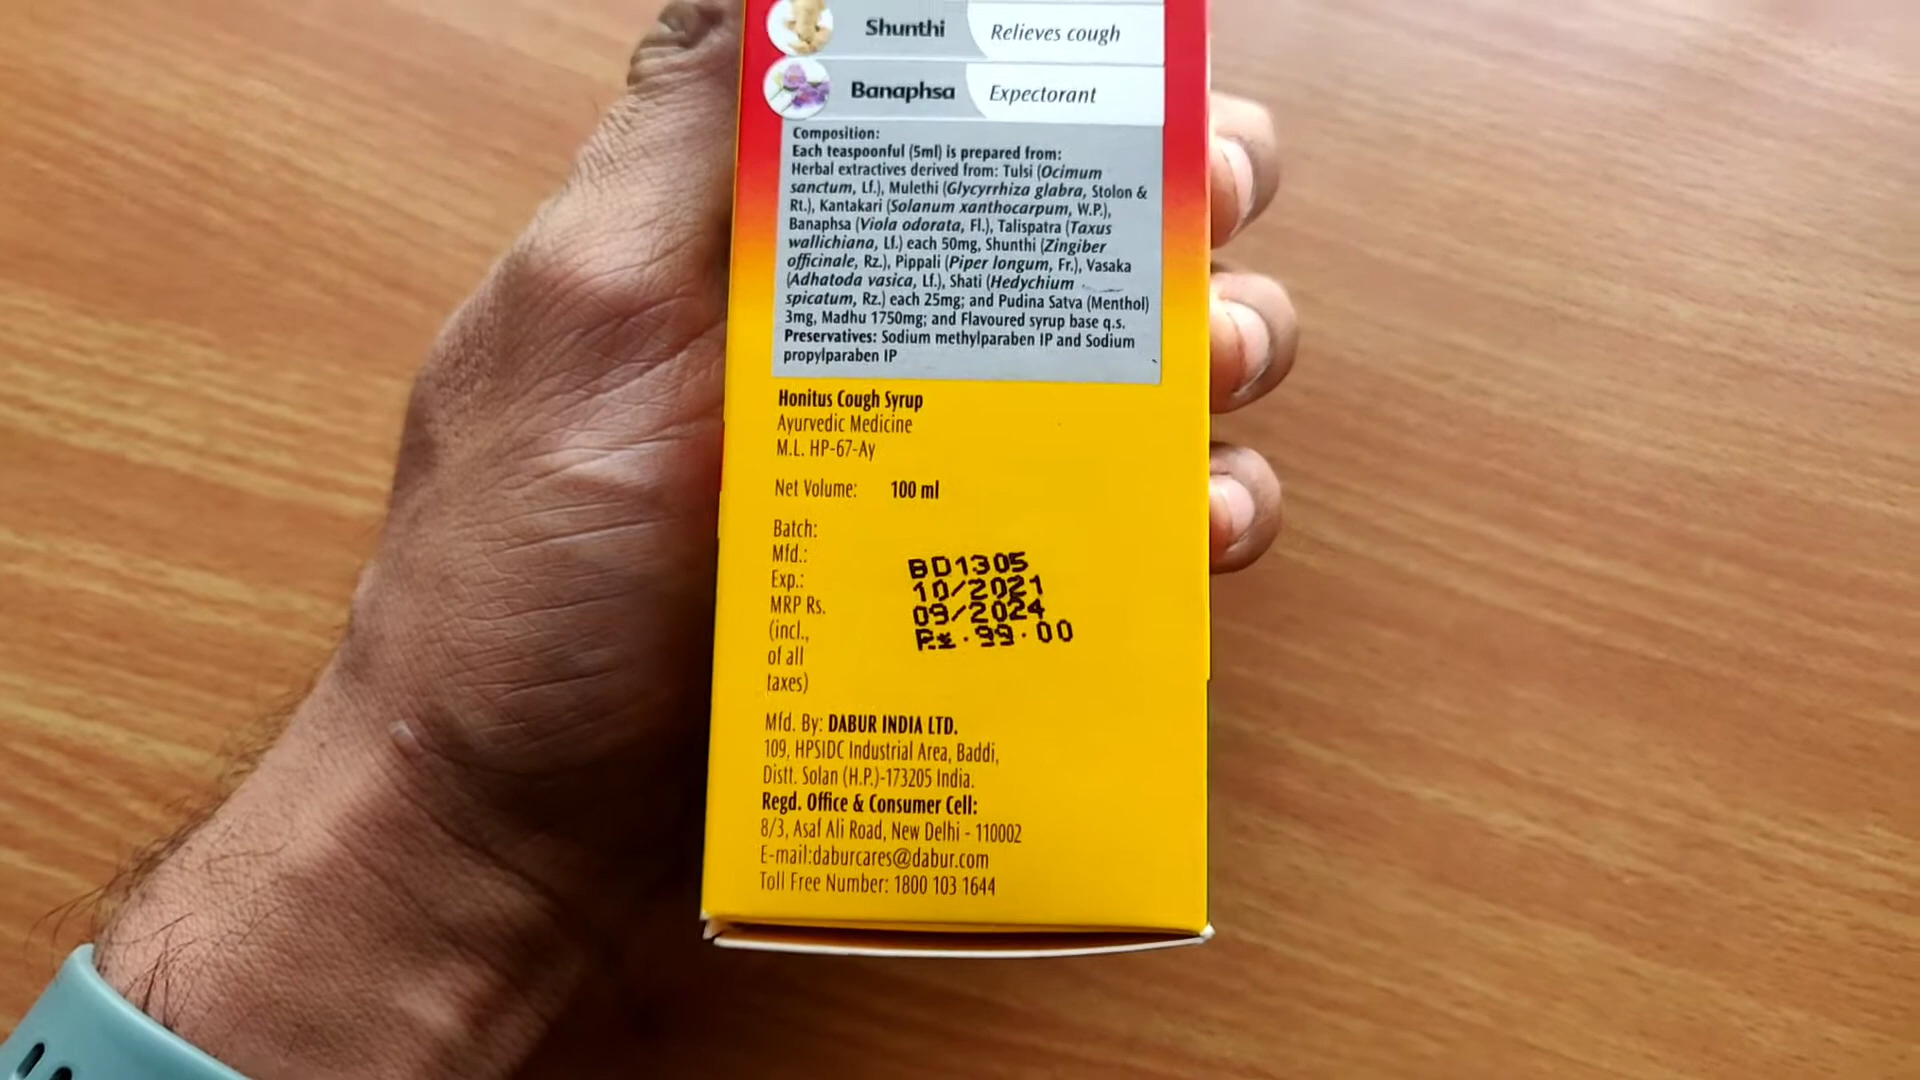 Shunthi Relieves cough
Banaphsa Expectorant
Composition:
Each teaspoonful (5ml) is prepared from:
Herbal extractives derived from: Tulsi (Ocimum
sanctum, Lf.), Mulethi (Glycyrrhiza glabra, Stolon &
Rt.), Kantakari (Solanum xanthocarpum, W.P.),
Banaphsa (Viola odorata, Fl.), Talispatra (Taxus
wallichiana, Lf.) each 50mg, Shunthi (Zingiber
officinale, Rz.), Pippali (Piper longum, Fr.), Vasaka
(Adhatoda vasica, Lf.), Shati (Hedychium
spicatum, Rz.) each 25mg; and Pudina Satva (Menthol)
3mg, Madhu 1750mg; and Flavoured syrup base q.s.
Preservatives: Sodium methylparaben IP and Sodium
propylparaben IP
Honitus Cough Syrup
Ayurvedic Medicine
M.L. HP-67-Ay
Net Volume: 100 ml
Batch: BD1305
Mfd.: 10/2021
Exp.: 09/2024
MRP Rs. Rs.99.00
(incl.,
of all
taxes)
Mfd. By: DABUR INDIA LTD.
109, HPSIDC Industrial Area, Baddi,
Distt. Solan (H.P.)-173205 India.
Regd. Office & Consumer Cell:
8/3, Asaf Ali Road, New Delhi - 110002
E-mail:daburcares@dabur.com
Toll Free Number: 1800 103 1644